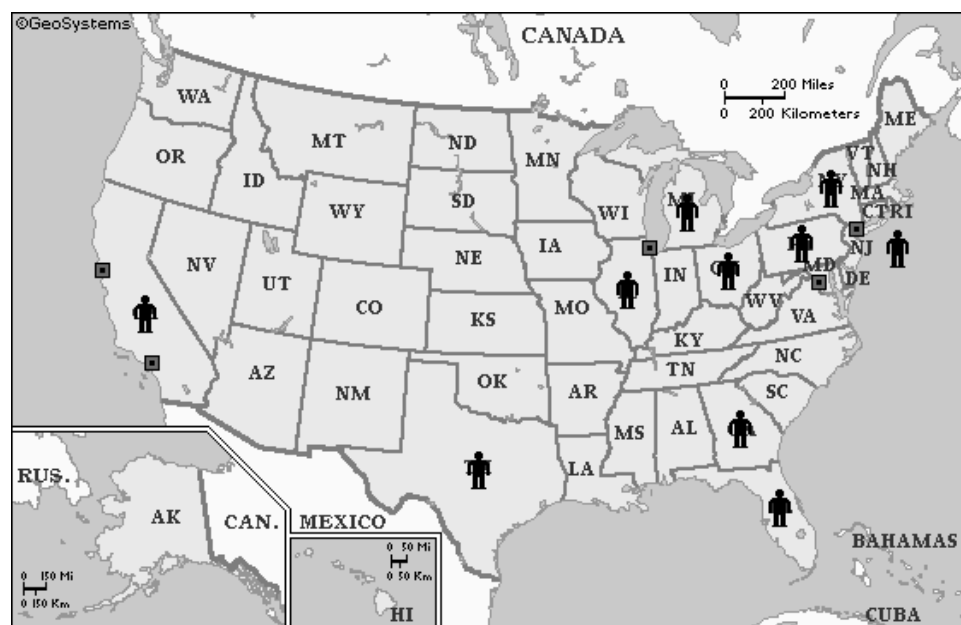 ©GeoSystems
CANADA
0 200 Miles
0 200 Kilometers
WA
MT
ND
MN
ME
VT
NH
OR
ID
SD
WI
MA
WY
CTRI
NV
NE
IA
NJ
UT
CO
IN
MD
DE
KS
MO
WV
VA
KY
AZ
NM
OK
AR
TN
NC
SC
MS
AL
LA
RUS.
AK
CAN.
MEXICO
0 50 Mi
0 50 Km
0 150 Mi
0 150 Km
HI
BAHAMAS
CUBA